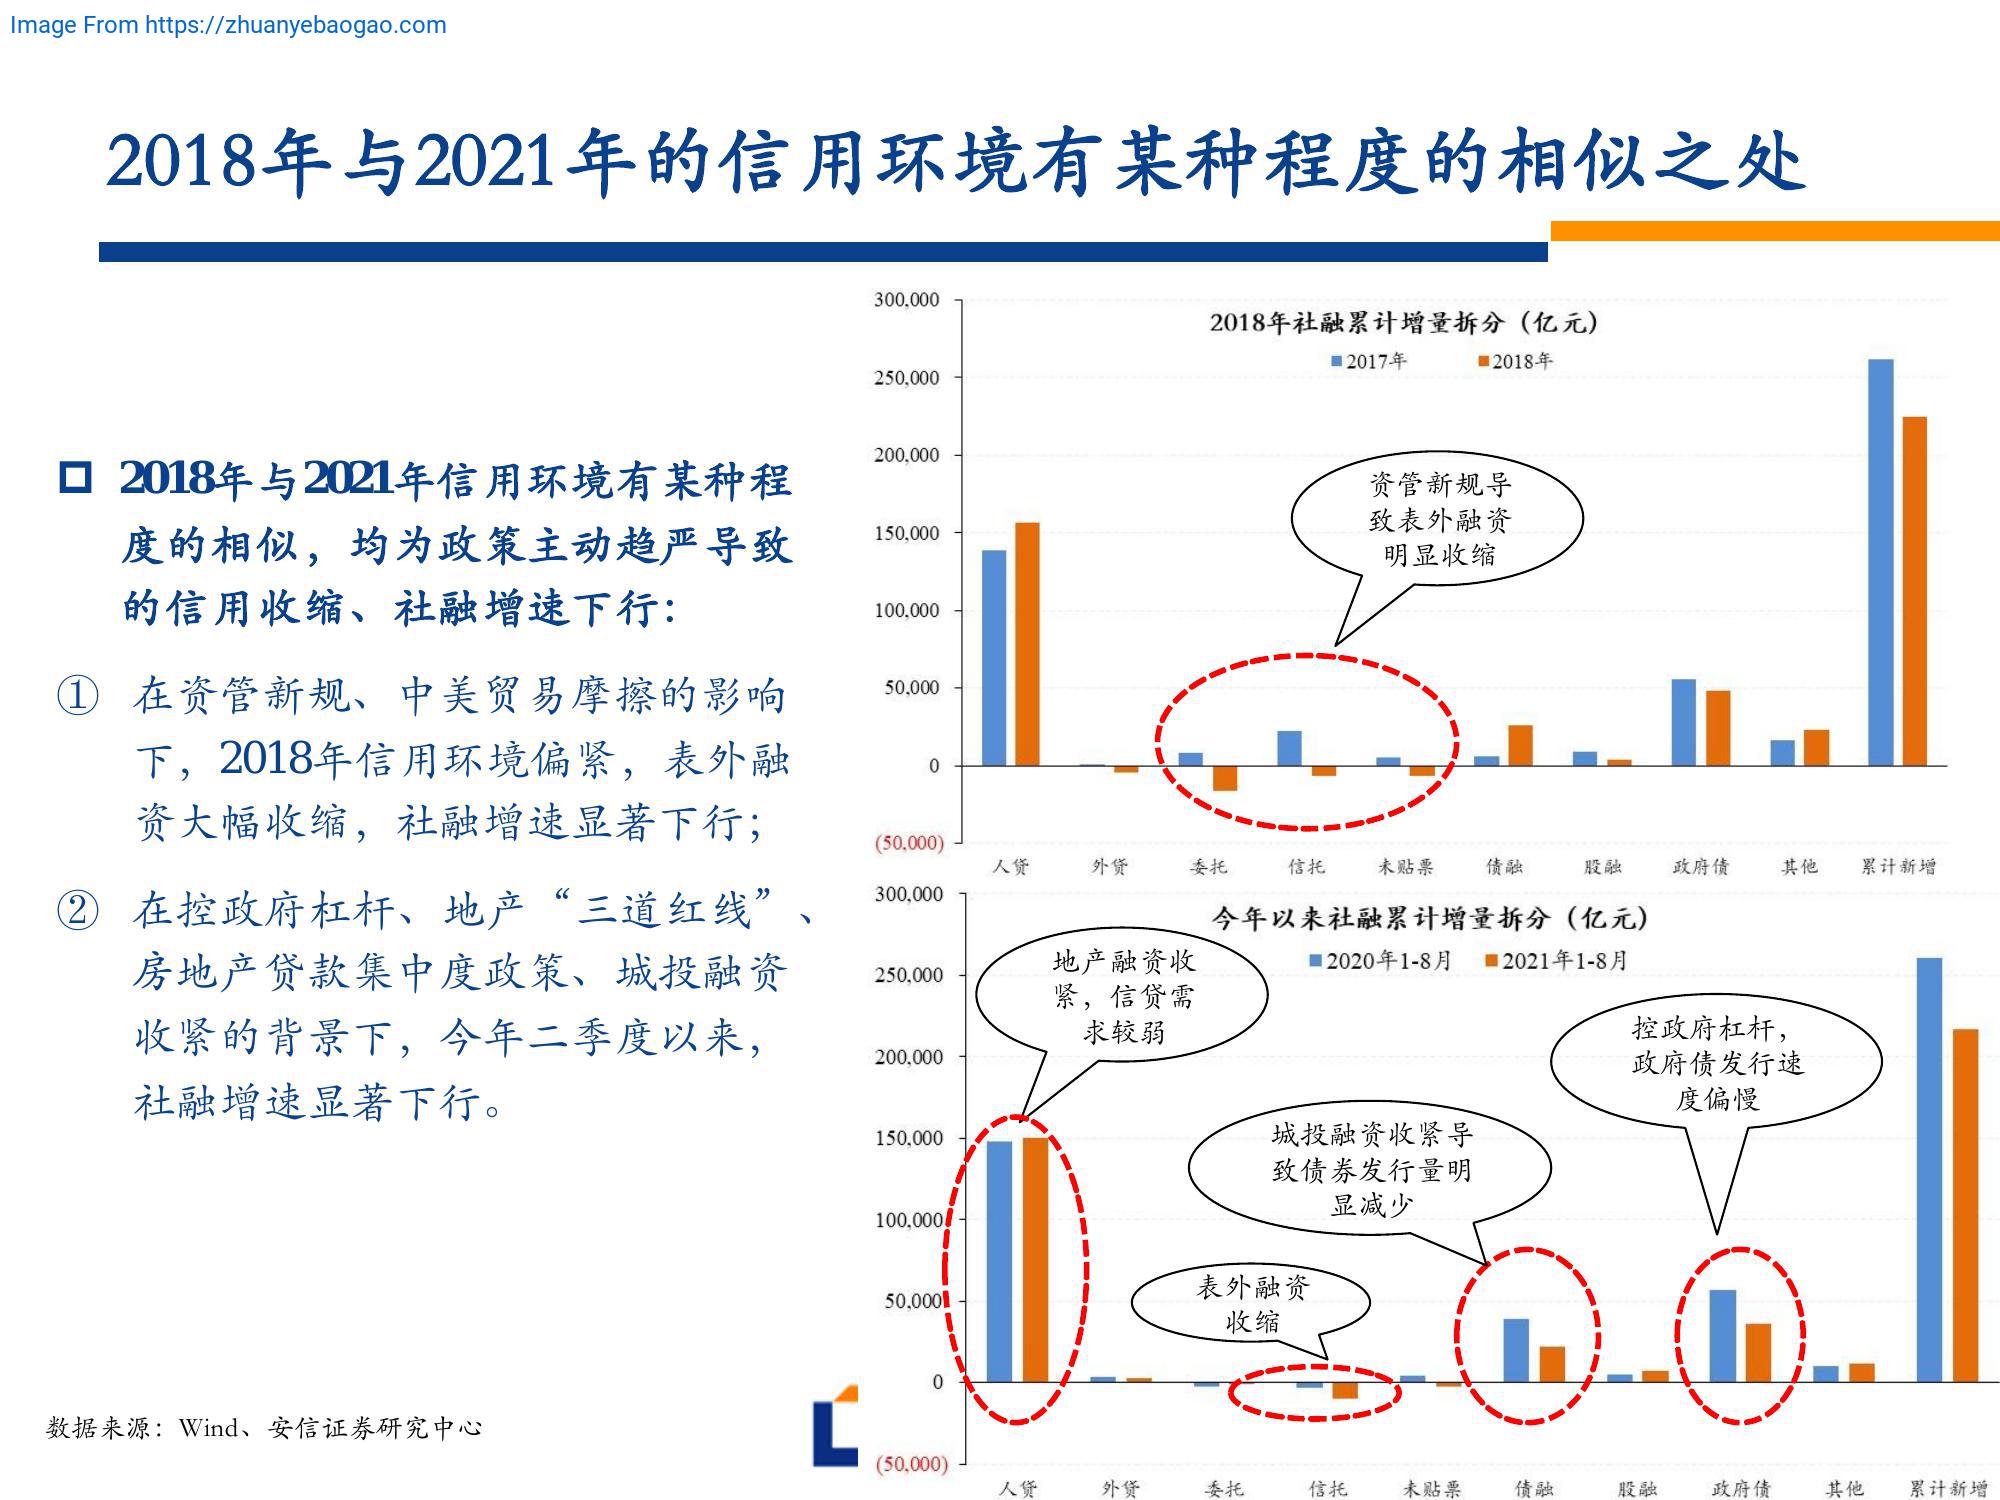 Image From https://zhuanyebaogao.com
2018年与2021年的信用环境有某种程度的相似之处
2018年与2021年信用环境有某种程
度的相似，均为政策主动趋严导致
的信用收缩、社融增速下行：
① 在资管新规、中美贸易摩擦的影响
下，2018年信用环境偏紧，表外融
资大幅收缩，社融增速显著下行；
② 在控政府杠杆、地产“三道红线”、
房地产贷款集中度政策、城投融资
收紧的背景下，今年二季度以来，
社融增速显著下行。
数据来源：Wind、安信证券研究中心
2018年社融累计增量拆分（亿元）
2017年 2018年
300,000
250,000
200,000
150,000
100,000
50,000
0
(50,000)
资管新规导
致表外融资
明显收缩
人贷 外贷 委托 信托 未贴票 债融 股融 政府债 其他 累计新增
今年以来社融累计增量拆分（亿元）
2020年1-8月 2021年1-8月
300,000
250,000
200,000
150,000
100,000
50,000
0
(50,000)
地产融资收
紧，信贷需
求较弱
控政府杠杆，
政府债发行速
度偏慢
城投融资收紧导
致债券发行量明
显减少
表外融资
收缩
人贷 外贷 委托 信托 未贴票 债融 股融 政府债 其他 累计新增